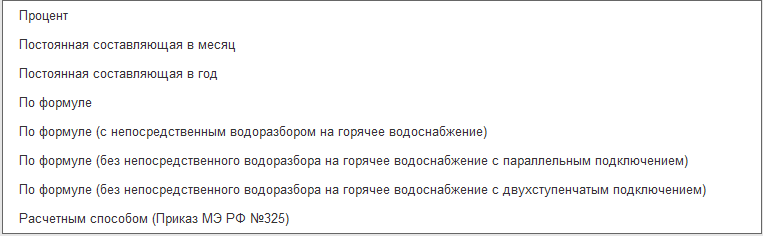 Процент
Постоянная составляющая в месяц
Постоянная составляющая в год
По формуле
По формуле (с непосредственным водоразбором на горячее водоснабжение)
По формуле (без непосредственного водоразбора на горячее водоснабжение с параллельным подключением)
По формуле (без непосредственного водоразбора на горячее водоснабжение с двухступенчатым подключением)
Расчетным способом (Приказ МЭ РФ №325)